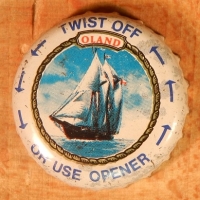 TWIST OFF
OLAND
OR USE OPENER